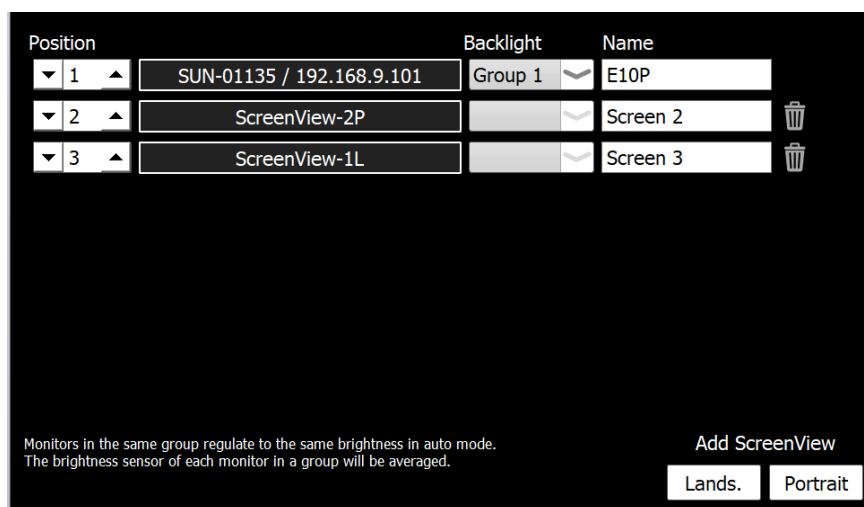 Position Backlight Name
1 SUN-01135 / 192.168.9.101 Group 1 E10P
2 ScreenView-2P Screen 2
3 ScreenView-1L Screen 3
Monitors in the same group regulate to the same brightness in auto mode.
The brightness sensor of each monitor in a group will be averaged.
Add ScreenView
Lands. Portrait